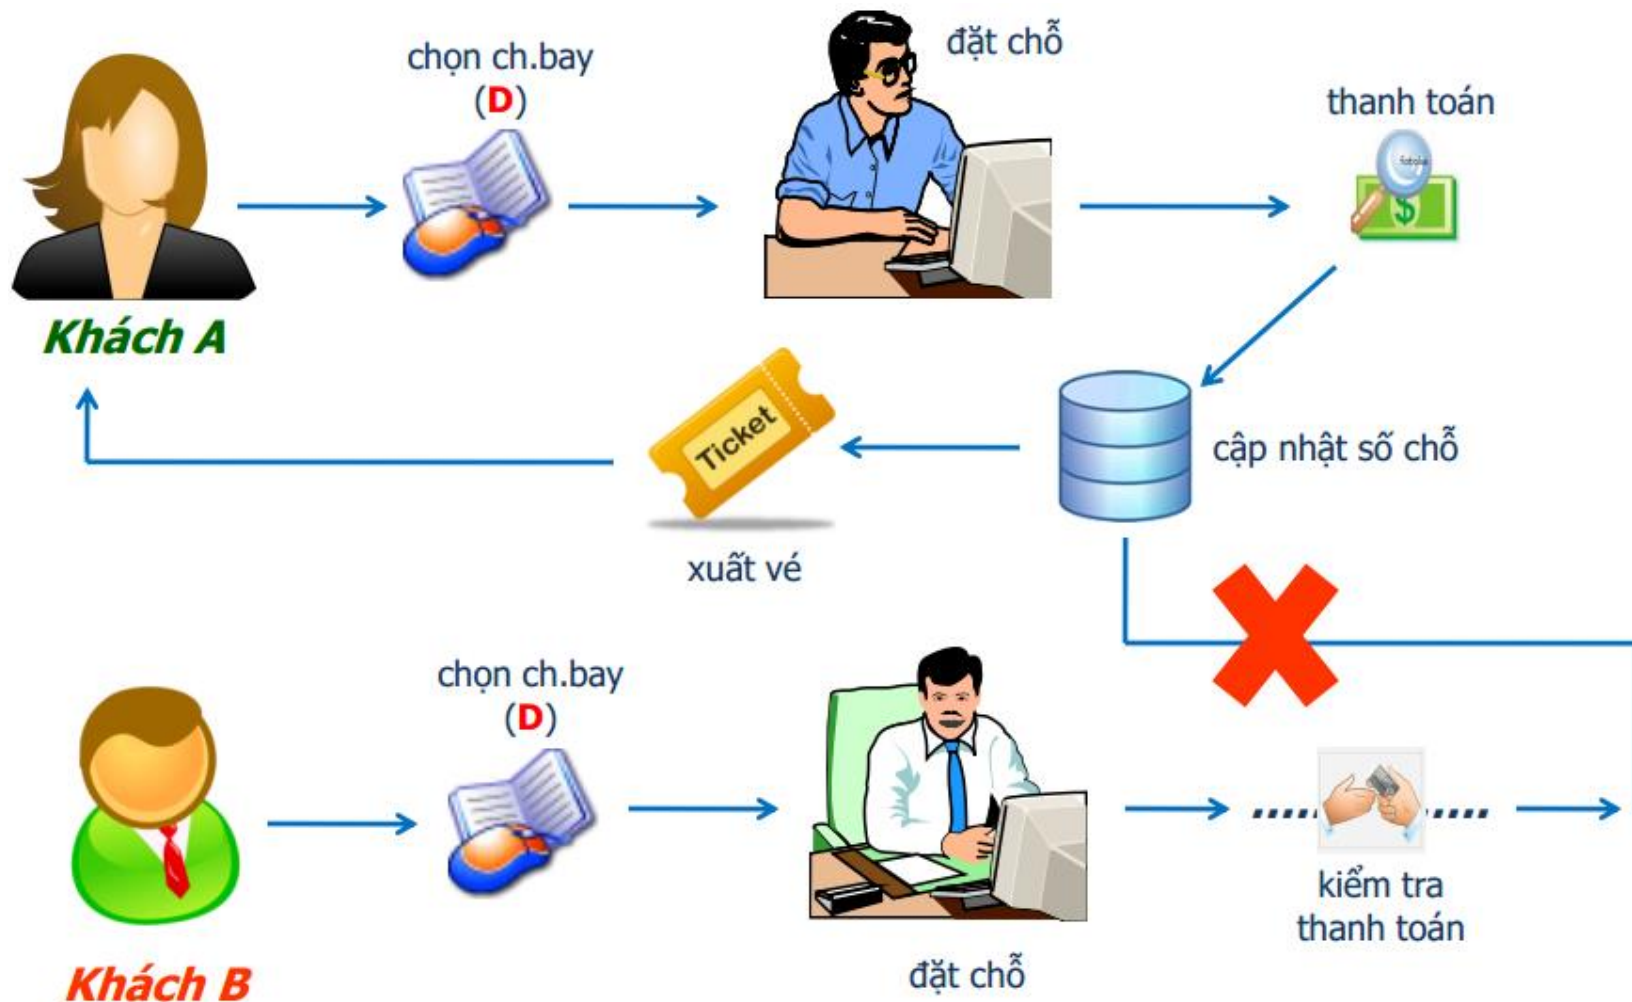 chọn ch.bay
(D)
đặt chỗ
thanh toán
fotolia
$
Khách A
Ticket
cập nhật số chỗ
xuất vé
chọn ch.bay
(D)
kiểm tra
thanh toán
đặt chỗ
Khách B